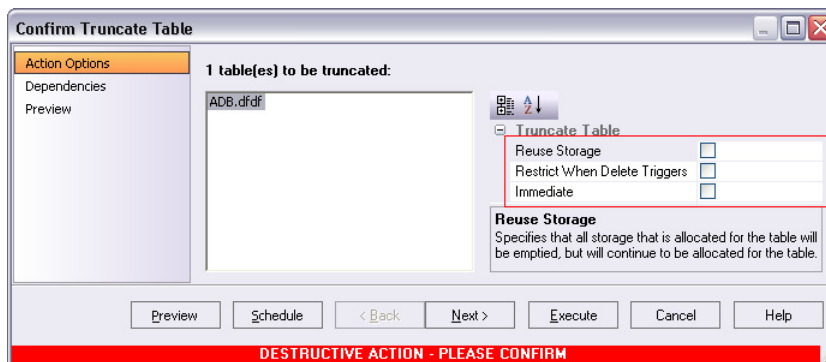 Confirm Truncate Table
Action Options
Dependencies
Preview
1 table(es) to be truncated:
ADB.dfdf
Truncate Table
Reuse Storage
Restrict When Delete Triggers
Immediate
Reuse Storage
Specifies that all storage that is allocated for the table will
be emptied, but will continue to be allocated for the table.
Preview
Schedule
< Back
Next >
Execute
Cancel
Help
DESTRUCTIVE ACTION - PLEASE CONFIRM